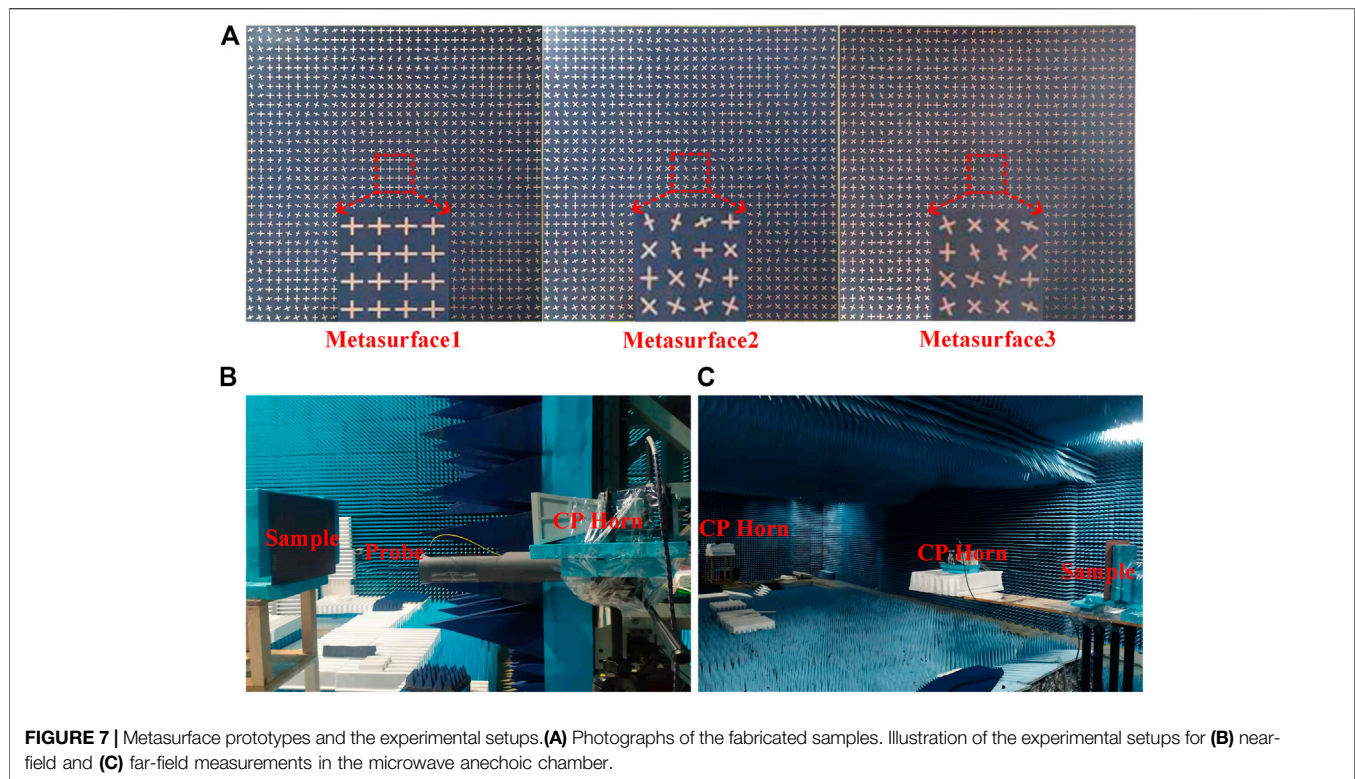 A
Metasurface1
Metasurface2
Metasurface3
B
C
Sample
Probe
CP Horn
CP Horn
CP Horn
Sample
FIGURE 7 | Metasurface prototypes and the experimental setups.(A) Photographs of the fabricated samples. Illustration of the experimental setups for (B) near-
field and (C) far-field measurements in the microwave anechoic chamber.